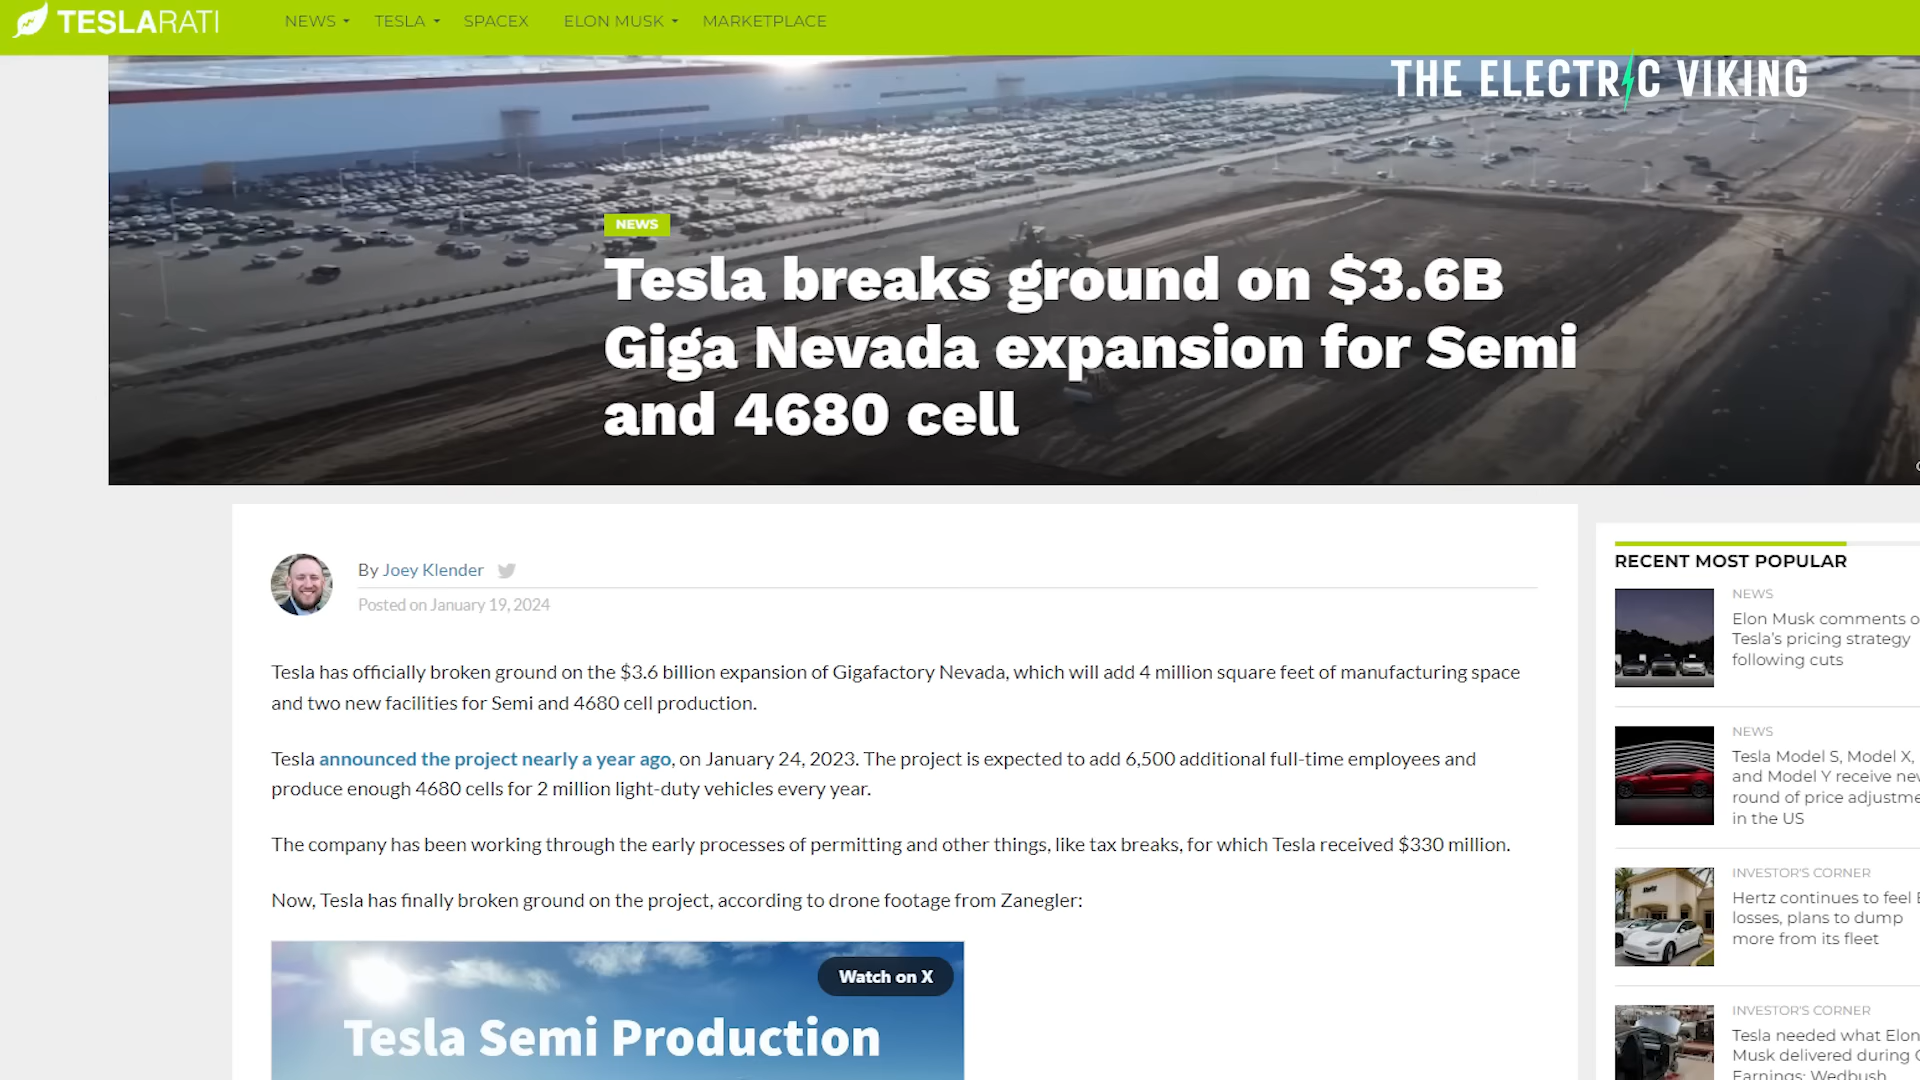 TESLARATI
NEWS
TESLA
SPACEX
ELON MUSK
MARKETPLACE
THE ELECTRIC VIKING
NEWS
Tesla breaks ground on $3.6B
Giga Nevada expansion for Semi
and 4680 cell
By Joey Klender
Posted on January 19, 2024
Tesla has officially broken ground on the $3.6 billion expansion of Gigafactory Nevada, which will add 4 million square feet of manufacturing space
and two new facilities for Semi and 4680 cell production.
Tesla announced the project nearly a year ago, on January 24, 2023. The project is expected to add 6,500 additional full-time employees and
produce enough 4680 cells for 2 million light-duty vehicles every year.
The company has been working through the early processes of permitting and other things, like tax breaks, for which Tesla received $330 million.
Now, Tesla has finally broken ground on the project, according to drone footage from Zanegler:
Watch on X
Tesla Semi Production
RECENT MOST POPULAR
NEWS
Elon Musk comments o
Tesla's pricing strategy
following cuts
NEWS
Tesla Model S, Model X,
and Model Y receive nev
round of price adjustme
in the US
INVESTOR'S CORNER
Hertz continues to feel E
losses, plans to dump
more from its fleet
INVESTOR'S CORNER
Tesla needed what Elon
Musk delivered during
Earnings: Wedbush